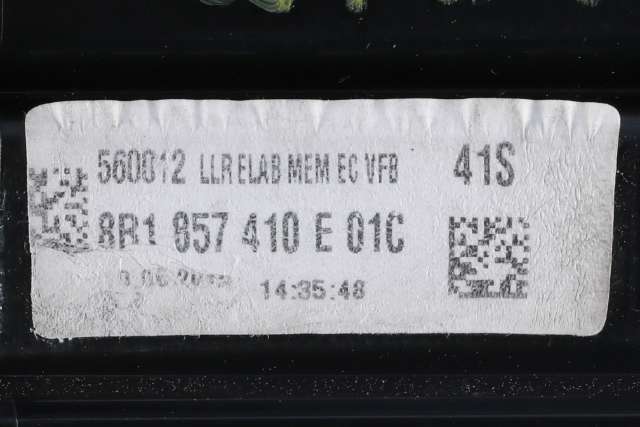 560812 LLR ELAB MEM EC VFB 41S
8R1 857 410 E 01C
14:35:48